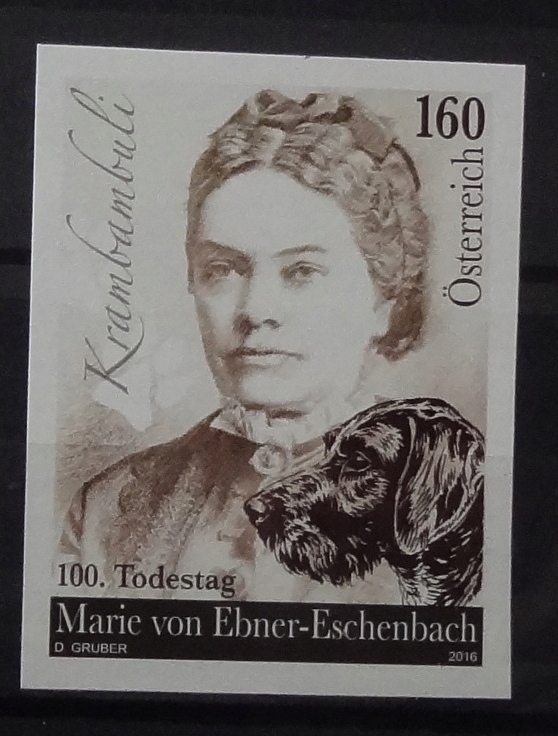 Krambambuli
160
Österreich
100. Todestag
Marie von Ebner-Eschenbach
D GRUBER
2016